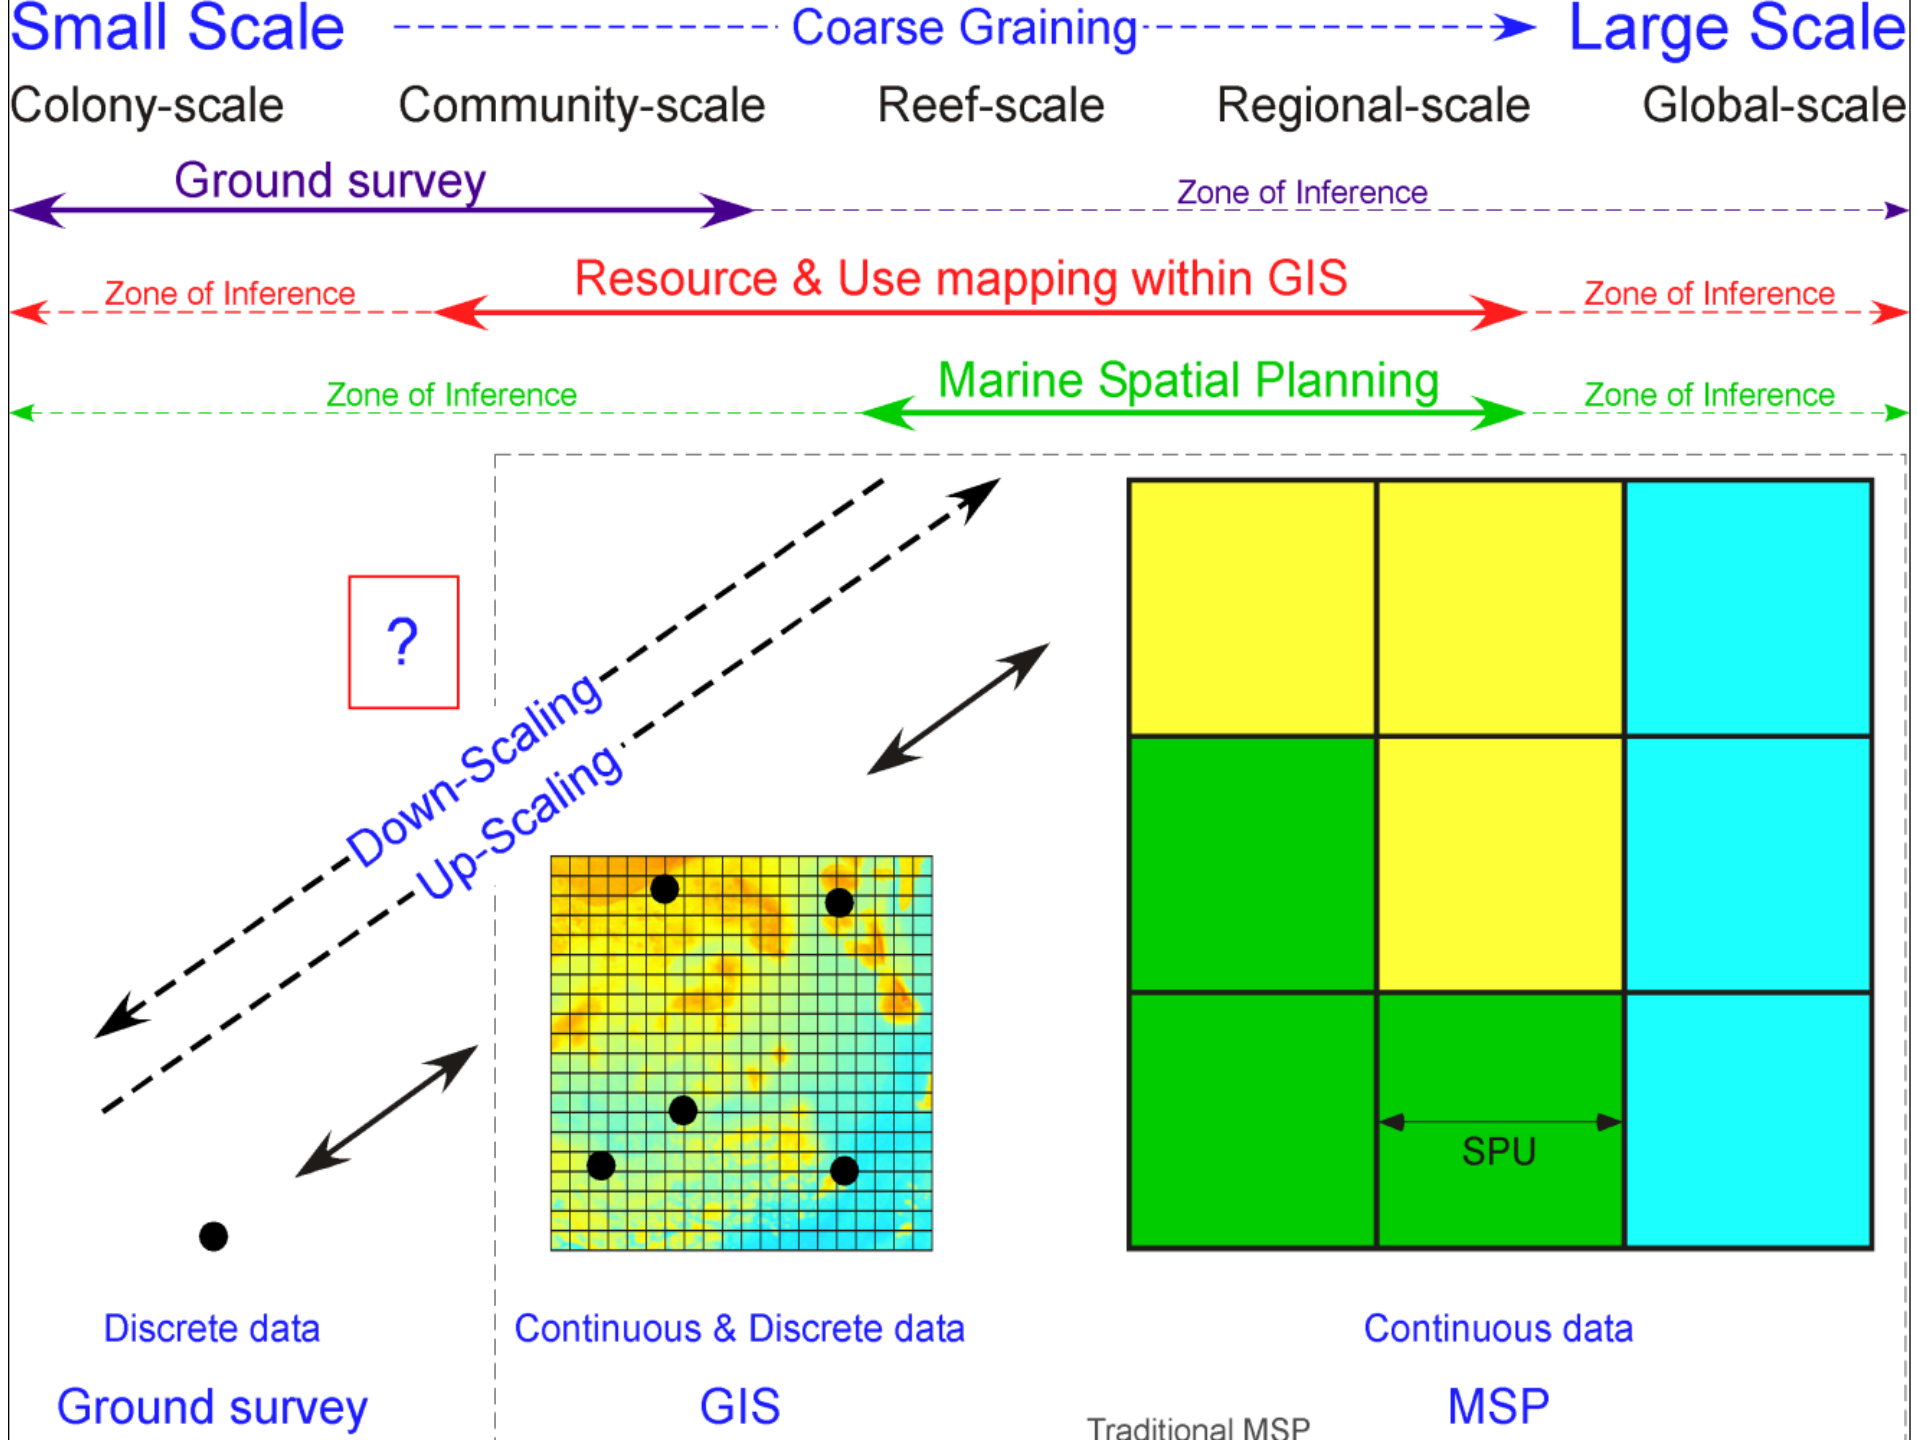 Small Scale Coarse Graining Large Scale
Colony-scale Community-scale Reef-scale Regional-scale Global-scale
Ground survey
Zone of Inference
Resource & Use mapping within GIS
Zone of Inference
Zone of Inference
Marine Spatial Planning
Zone of Inference
Zone of Inference
?
Down-Scaling
Up-Scaling
SPU
Discrete data Continuous & Discrete data Continuous data
Ground survey GIS MSP
Traditional MSP